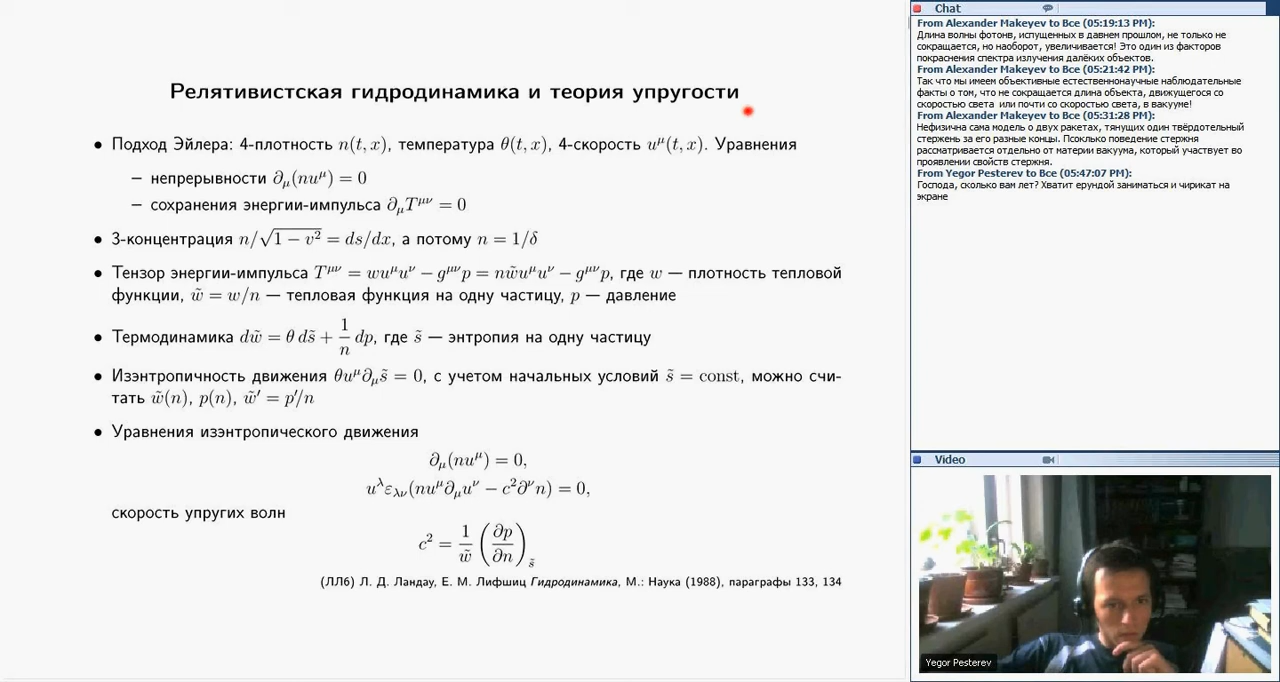 Релятивистская гидродинамика и теория упругости
• Подход Эйлера: 4-плотность n(t, x), температура θ(t, x), 4-скорость u^μ(t, x). Уравнения
– непрерывности ∂_μ(nu^μ) = 0
– сохранения энергии-импульса ∂_μT^{μν} = 0
• 3-концентрация n/√(1 − v²) = ds/dx, а потому n = 1/δ
• Тензор энергии-импульса T^{μν} = wu^μu^ν − g^{μν}p = nw̃u^μu^ν − g^{μν}p, где w — плотность тепловой
функции, w̃ = w/n — тепловая функция на одну частицу, p — давление
• Термодинамика dw̃ = θ ds̃ + (1/n) dp, где s̃ — энтропия на одну частицу
• Изэнтропичность движения θu^μ∂_μs̃ = 0, с учетом начальных условий s̃ = const, можно счи-
тать w̃(n), p(n), w̃′ = p′/n
• Уравнения изэнтропического движения
∂_μ(nu^μ) = 0,
u^λε_{λν}(nu^μ∂_μu^ν − c²∂^νn) = 0,
скорость упругих волн
c² = (1/w̃) (∂p/∂n)_s̃
(ЛЛ6) Л. Д. Ландау, Е. М. Лифшиц Гидродинамика, М.: Наука (1988), параграфы 133, 134
Chat
From Alexander Makeyev to Все (05:19:13 PM):
Длина волны фотонв, испущенных в давнем прошлом, не только не
сокращается, но наоборот, увеличивается! Это один из факторов
покраснения спектра излучения далёких объектов.
From Alexander Makeyev to Все (05:21:42 PM):
Так что мы имеем объективные естественнонаучные наблюдательные
факты о том, что не сокращается длина объекта, движущегося со
скоростью света или почти со скоростью света, в вакууме!
From Alexander Makeyev to Все (05:31:28 PM):
Нефизична сама модель о двух ракетах, тянущих один твёрдотельный
стержень за его разные концы. Псоклько поведение стержня
рассматривается отдельно от материи вакуума, который участвует во
проявлении свойств стержня.
From Yegor Pesterev to Все (05:47:07 PM):
Господа, сколько вам лет? Хватит ерундой заниматься и чирикат на
экране
Video
Yegor Pesterev